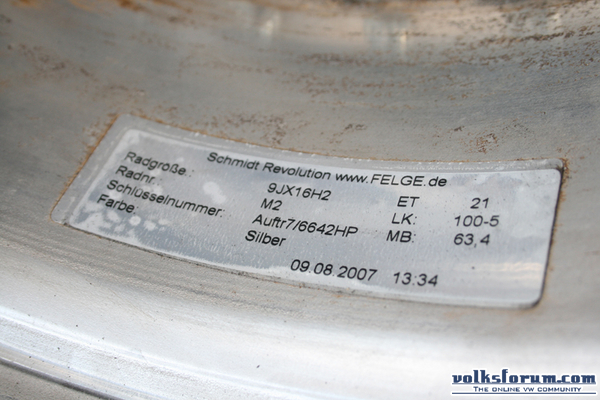 Schmidt Revolution www.FELGE.de
Radgröße: 9JX16H2 ET 21
Radnr.: M2 LK: 100-5
Schlüsselnummer: Auftr7/6642HP MB: 63,4
Farbe: Silber
09.08.2007 13:34
volksforum.com
The online VW community